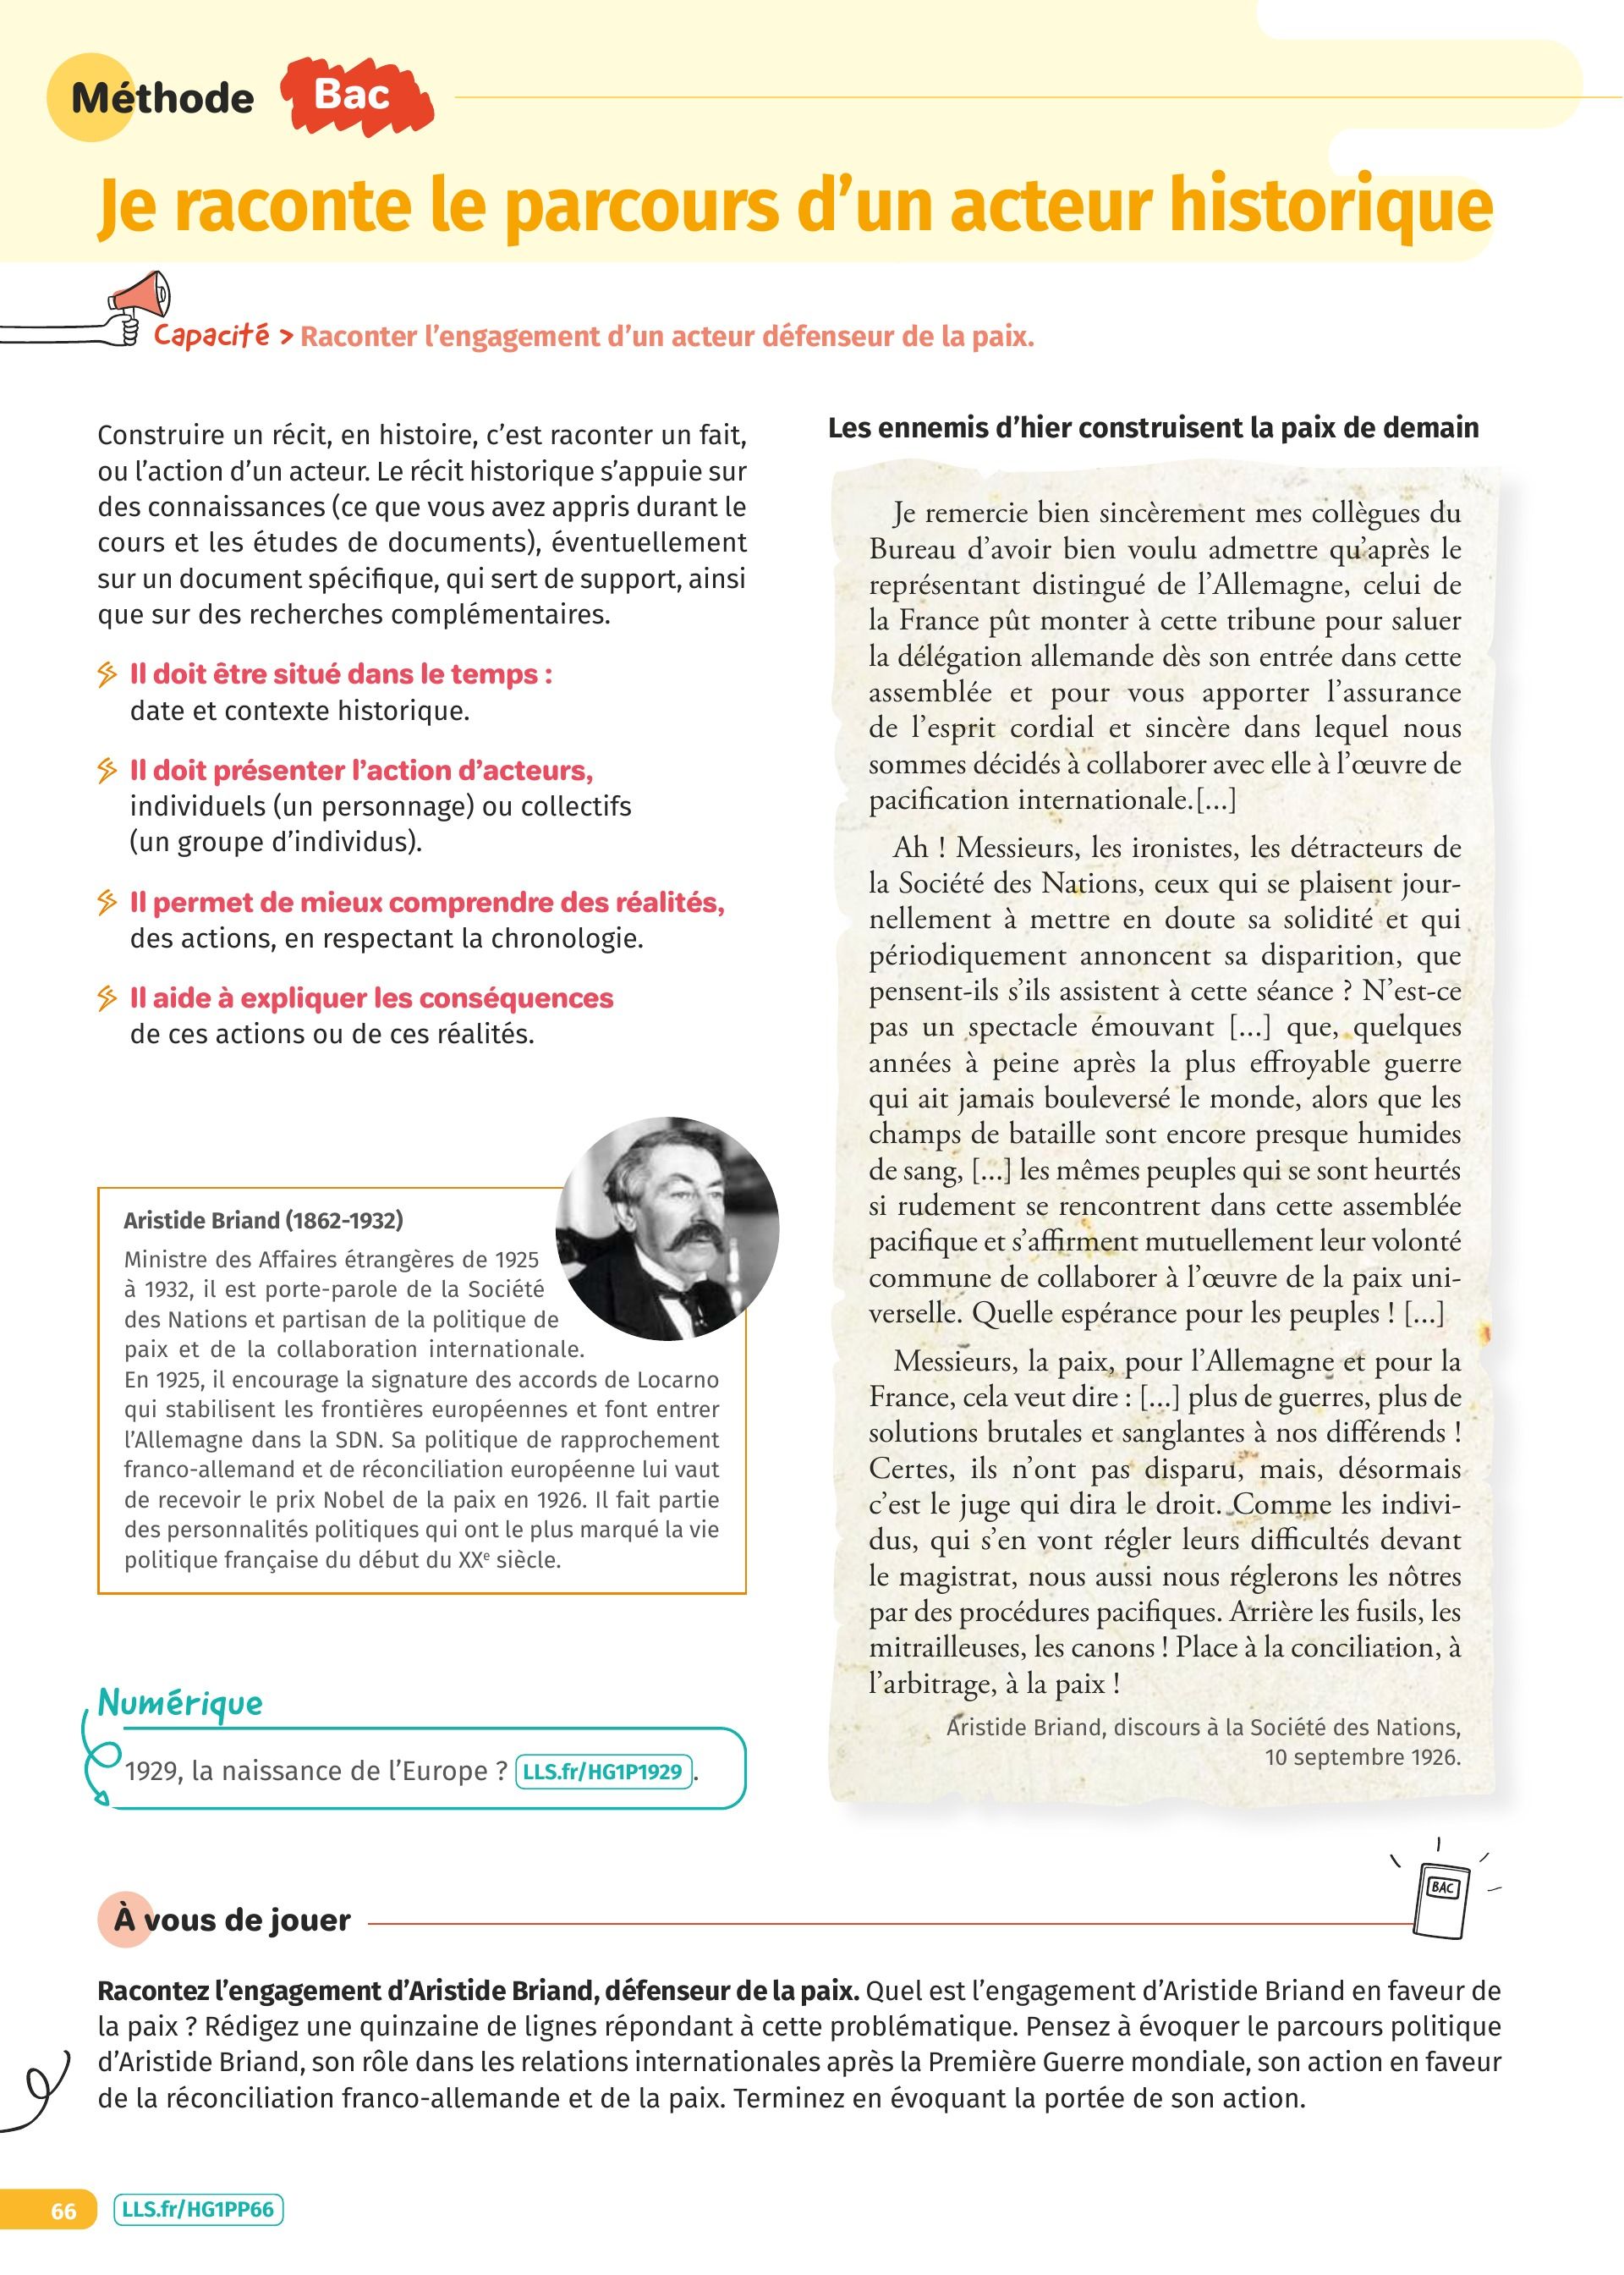 Méthode
Bac
Je raconte le parcours d’un acteur historique
Capacité > Raconter l’engagement d’un acteur défenseur de la paix.
Construire un récit, en histoire, c’est raconter un fait,
ou l’action d’un acteur. Le récit historique s’appuie sur
des connaissances (ce que vous avez appris durant le
cours et les études de documents), éventuellement
sur un document spécifique, qui sert de support, ainsi
que sur des recherches complémentaires.
Il doit être situé dans le temps :
date et contexte historique.
Il doit présenter l’action d’acteurs,
individuels (un personnage) ou collectifs
(un groupe d’individus).
Il permet de mieux comprendre des réalités,
des actions, en respectant la chronologie.
Il aide à expliquer les conséquences
de ces actions ou de ces réalités.
Aristide Briand (1862-1932)
Ministre des Affaires étrangères de 1925
à 1932, il est porte-parole de la Société
des Nations et partisan de la politique de
paix et de la collaboration internationale.
En 1925, il encourage la signature des accords de Locarno
qui stabilisent les frontières européennes et font entrer
l’Allemagne dans la SDN. Sa politique de rapprochement
franco-allemand et de réconciliation européenne lui vaut
de recevoir le prix Nobel de la paix en 1926. Il fait partie
des personnalités politiques qui ont le plus marqué la vie
politique française du début du XXe siècle.
Numérique
1929, la naissance de l’Europe ? LLS.fr/HG1P1929 .
Les ennemis d’hier construisent la paix de demain
Je remercie bien sincèrement mes collègues du
Bureau d’avoir bien voulu admettre qu’après le
représentant distingué de l’Allemagne, celui de
la France pût monter à cette tribune pour saluer
la délégation allemande dès son entrée dans cette
assemblée et pour vous apporter l’assurance
de l’esprit cordial et sincère dans lequel nous
sommes décidés à collaborer avec elle à l’œuvre de
pacification internationale.[...]
Ah ! Messieurs, les ironistes, les détracteurs de
la Société des Nations, ceux qui se plaisent jour-
nellement à mettre en doute sa solidité et qui
périodiquement annoncent sa disparition, que
pensent-ils s’ils assistent à cette séance ? N’est-ce
pas un spectacle émouvant [...] que, quelques
années à peine après la plus effroyable guerre
qui ait jamais bouleversé le monde, alors que les
champs de bataille sont encore presque humides
de sang, [...] les mêmes peuples qui se sont heurtés
si rudement se rencontrent dans cette assemblée
pacifique et s’affirment mutuellement leur volonté
commune de collaborer à l’œuvre de la paix uni-
verselle. Quelle espérance pour les peuples ! [...]
Messieurs, la paix, pour l’Allemagne et pour la
France, cela veut dire : [...] plus de guerres, plus de
solutions brutales et sanglantes à nos différends !
Certes, ils n’ont pas disparu, mais, désormais
c’est le juge qui dira le droit. Comme les indivi-
dus, qui s’en vont régler leurs difficultés devant
le magistrat, nous aussi nous réglerons les nôtres
par des procédures pacifiques. Arrière les fusils, les
mitrailleuses, les canons ! Place à la conciliation, à
l’arbitrage, à la paix !
Aristide Briand, discours à la Société des Nations,
10 septembre 1926.
BAC
À vous de jouer
Racontez l’engagement d’Aristide Briand, défenseur de la paix. Quel est l’engagement d’Aristide Briand en faveur de
la paix ? Rédigez une quinzaine de lignes répondant à cette problématique. Pensez à évoquer le parcours politique
d’Aristide Briand, son rôle dans les relations internationales après la Première Guerre mondiale, son action en faveur
de la réconciliation franco-allemande et de la paix. Terminez en évoquant la portée de son action.
66
LLS.fr/HG1PP66